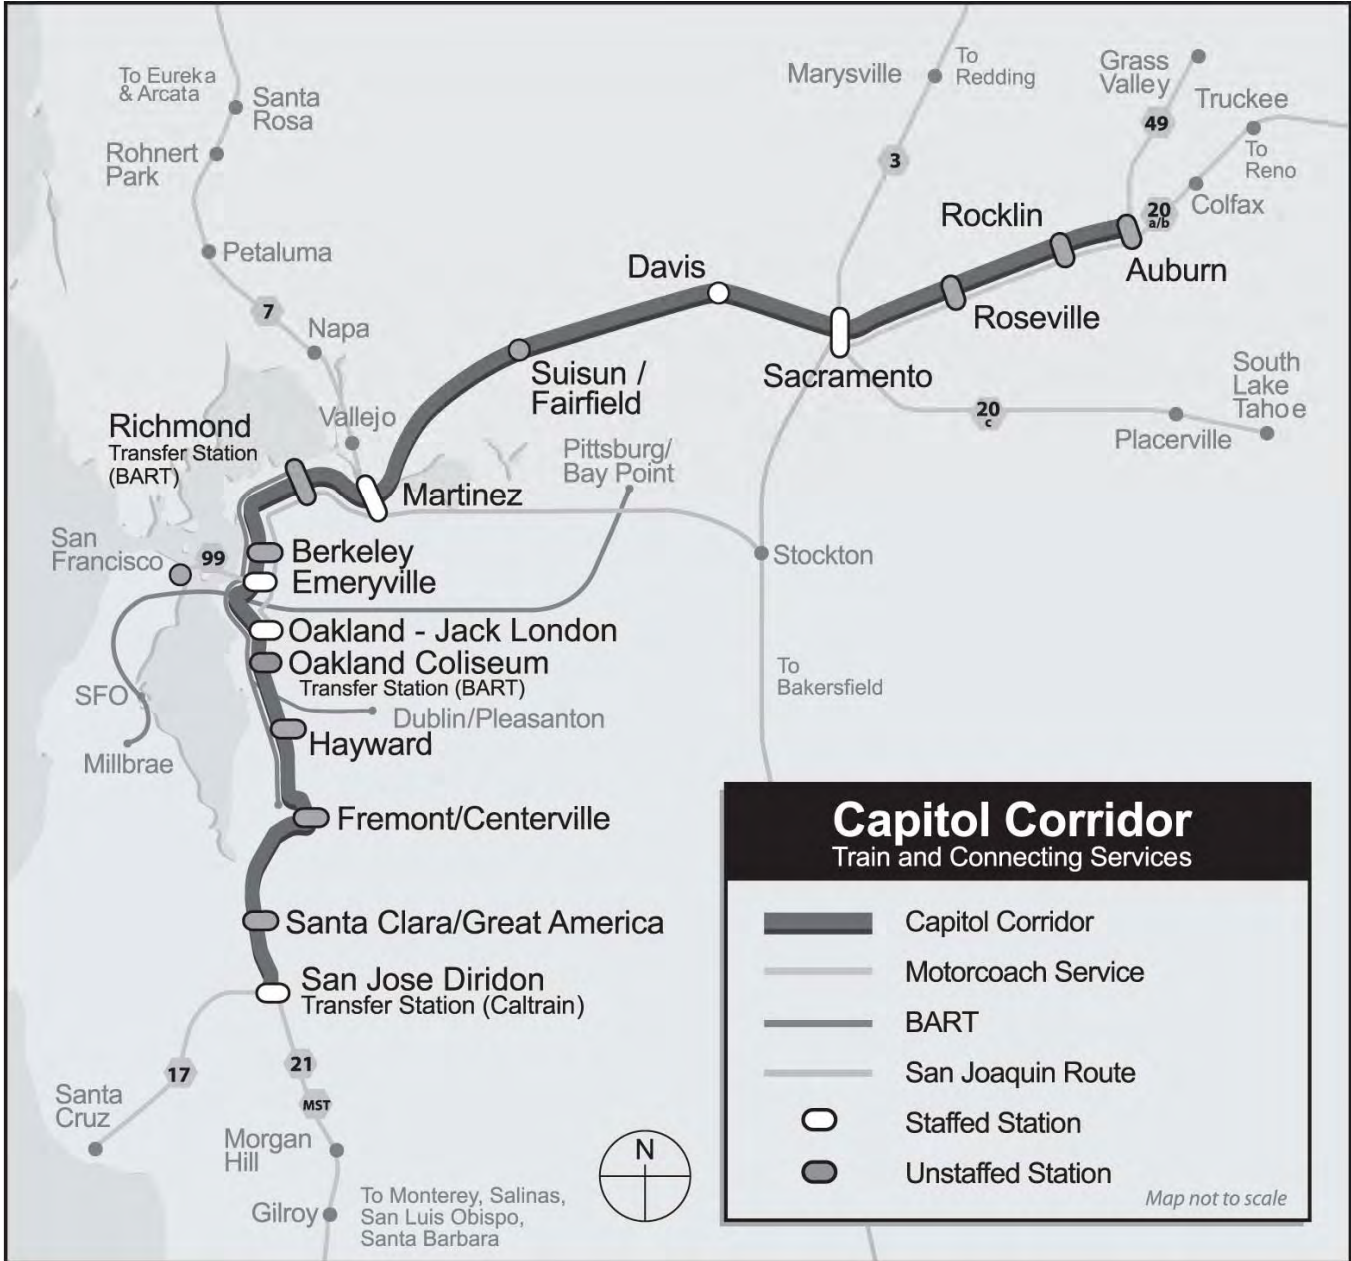 To Eureka
& Arcata
Santa
Rosa
Rohnert
Park
Petaluma
7
Napa
Vallejo
Marysville
To
Redding
3
Grass
Valley
49
Truckee
To
Reno
20
a/b
Colfax
Rocklin
Auburn
Roseville
Davis
Sacramento
Suisun /
Fairfield
20
c
Placerville
South
Lake
Tahoe
Richmond
Transfer Station
(BART)
Martinez
Pittsburg/
Bay Point
Stockton
To
Bakersfield
San
Francisco
99
Berkeley
Emeryville
Oakland - Jack London
Oakland Coliseum
Transfer Station (BART)
SFO
Millbrae
Dublin/Pleasanton
Hayward
Fremont/Centerville
Santa Clara/Great America
San Jose Diridon
Transfer Station (Caltrain)
17
21
MST
Santa
Cruz
Morgan
Hill
Gilroy
To Monterey, Salinas,
San Luis Obispo,
Santa Barbara
N
Capitol Corridor
Train and Connecting Services
Capitol Corridor
Motorcoach Service
BART
San Joaquin Route
Staffed Station
Unstaffed Station
Map not to scale